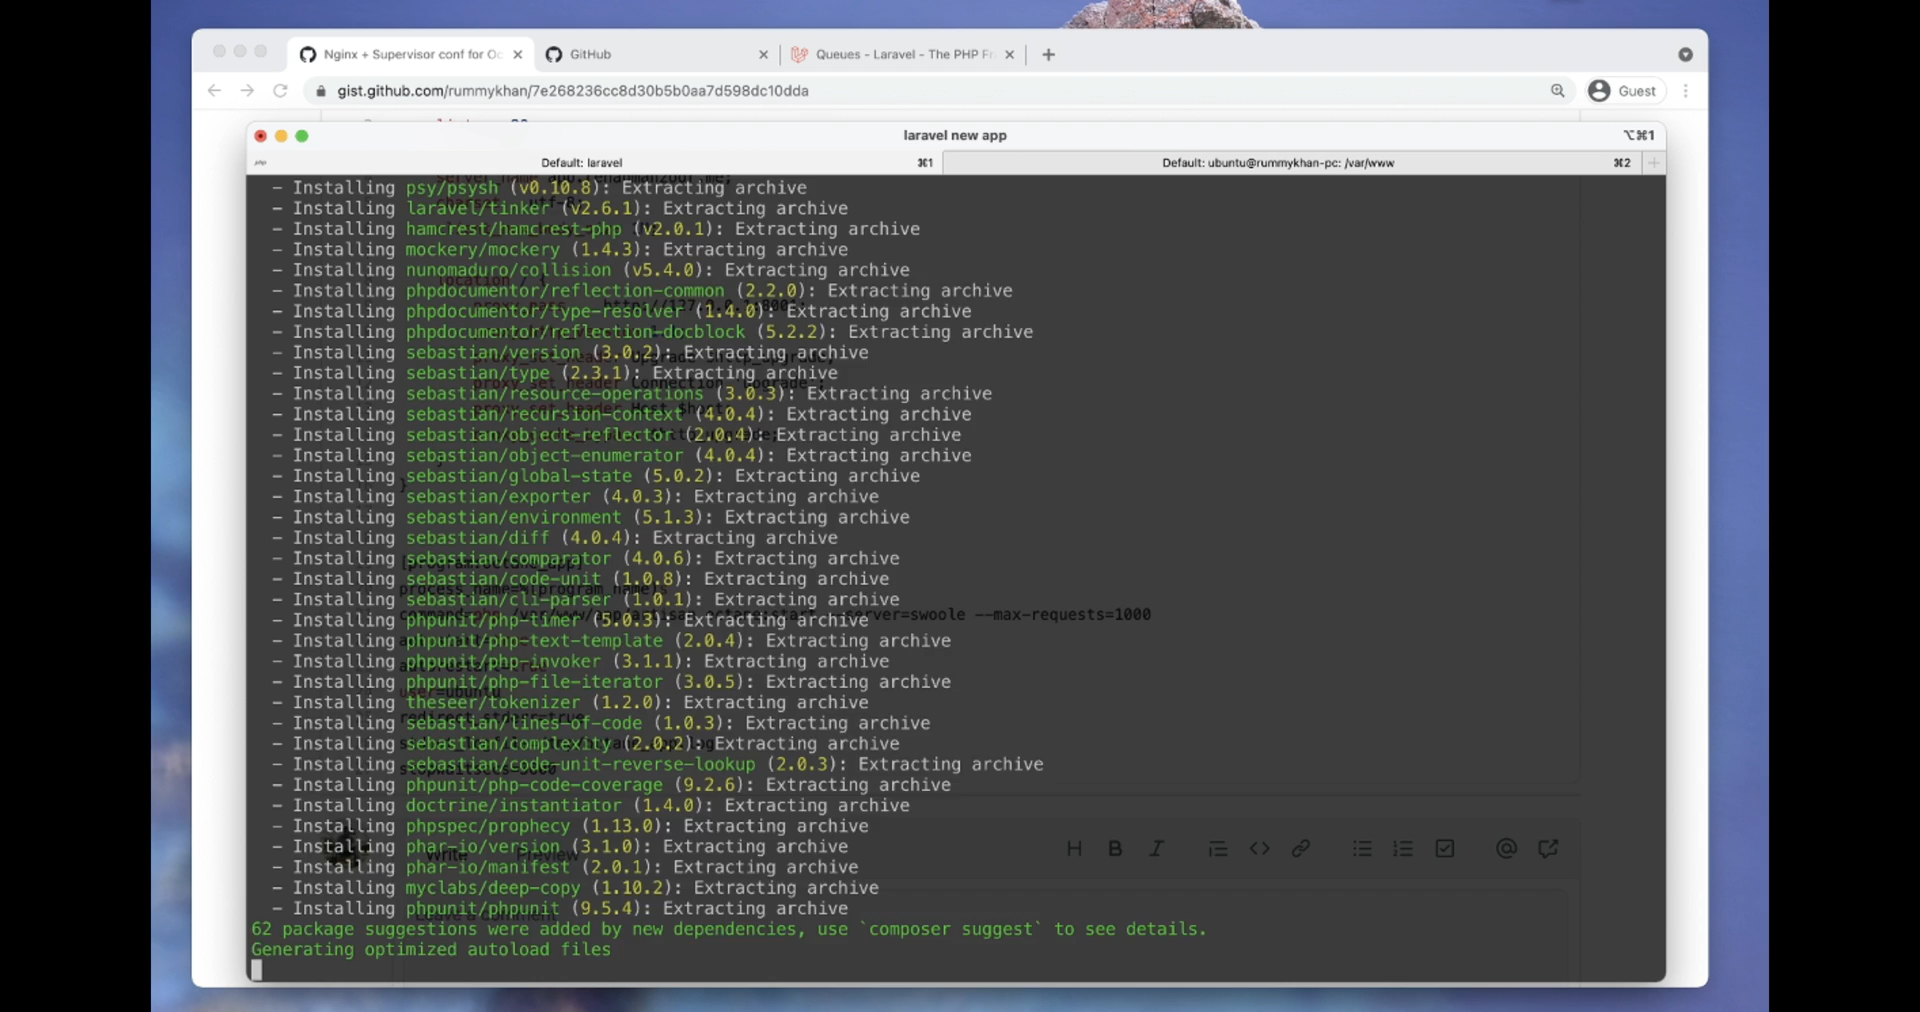 Nginx + Supervisor conf for Oc
GitHub
Queues - Laravel - The PHP Fr
gist.github.com/rummykhan/7e268236cc8d30b5b0aa7d598dc10dda
Guest
laravel new app
⌥⌘1
Default: laravel
⌘1
Default: ubuntu@rummykhan-pc: /var/www
⌘2
- Installing psy/psysh (v0.10.8): Extracting archive
- Installing laravel/tinker (v2.6.1): Extracting archive
- Installing hamcrest/hamcrest-php (v2.0.1): Extracting archive
- Installing mockery/mockery (1.4.3): Extracting archive
- Installing nunomaduro/collision (v5.4.0): Extracting archive
- Installing phpdocumentor/reflection-common (2.2.0): Extracting archive
- Installing phpdocumentor/type-resolver (1.4.0): Extracting archive
- Installing phpdocumentor/reflection-docblock (5.2.2): Extracting archive
- Installing sebastian/version (3.0.2): Extracting archive
- Installing sebastian/type (2.3.1): Extracting archive
- Installing sebastian/resource-operations (3.0.3): Extracting archive
- Installing sebastian/recursion-context (4.0.4): Extracting archive
- Installing sebastian/object-reflector (2.0.4): Extracting archive
- Installing sebastian/object-enumerator (4.0.4): Extracting archive
- Installing sebastian/global-state (5.0.2): Extracting archive
- Installing sebastian/exporter (4.0.3): Extracting archive
- Installing sebastian/environment (5.1.3): Extracting archive
- Installing sebastian/diff (4.0.4): Extracting archive
- Installing sebastian/comparator (4.0.6): Extracting archive
- Installing sebastian/code-unit (1.0.8): Extracting archive
- Installing sebastian/cli-parser (1.0.1): Extracting archive
--server=swoole --max-requests=1000
- Installing phpunit/php-timer (5.0.3): Extracting archive
- Installing phpunit/php-text-template (2.0.4): Extracting archive
- Installing phpunit/php-invoker (3.1.1): Extracting archive
- Installing phpunit/php-file-iterator (3.0.5): Extracting archive
- Installing theseer/tokenizer (1.2.0): Extracting archive
- Installing sebastian/lines-of-code (1.0.3): Extracting archive
- Installing sebastian/complexity (2.0.2): Extracting archive
- Installing sebastian/code-unit-reverse-lookup (2.0.3): Extracting archive
- Installing phpunit/php-code-coverage (9.2.6): Extracting archive
- Installing doctrine/instantiator (1.4.0): Extracting archive
- Installing phpspec/prophecy (1.13.0): Extracting archive
- Installing phar-io/version (3.1.0): Extracting archive
Write Preview
- Installing phar-io/manifest (2.0.1): Extracting archive
- Installing myclabs/deep-copy (1.10.2): Extracting archive
- Installing phpunit/phpunit (9.5.4): Extracting archive
62 package suggestions were added by new dependencies, use `composer suggest` to see details.
Generating optimized autoload files